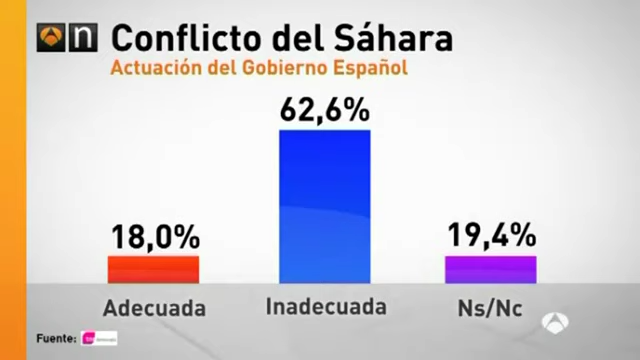 n
Conflicto del Sáhara
Actuación del Gobierno Español
62,6%
18,0%
19,4%
Adecuada
Inadecuada
Ns/Nc
Fuente: